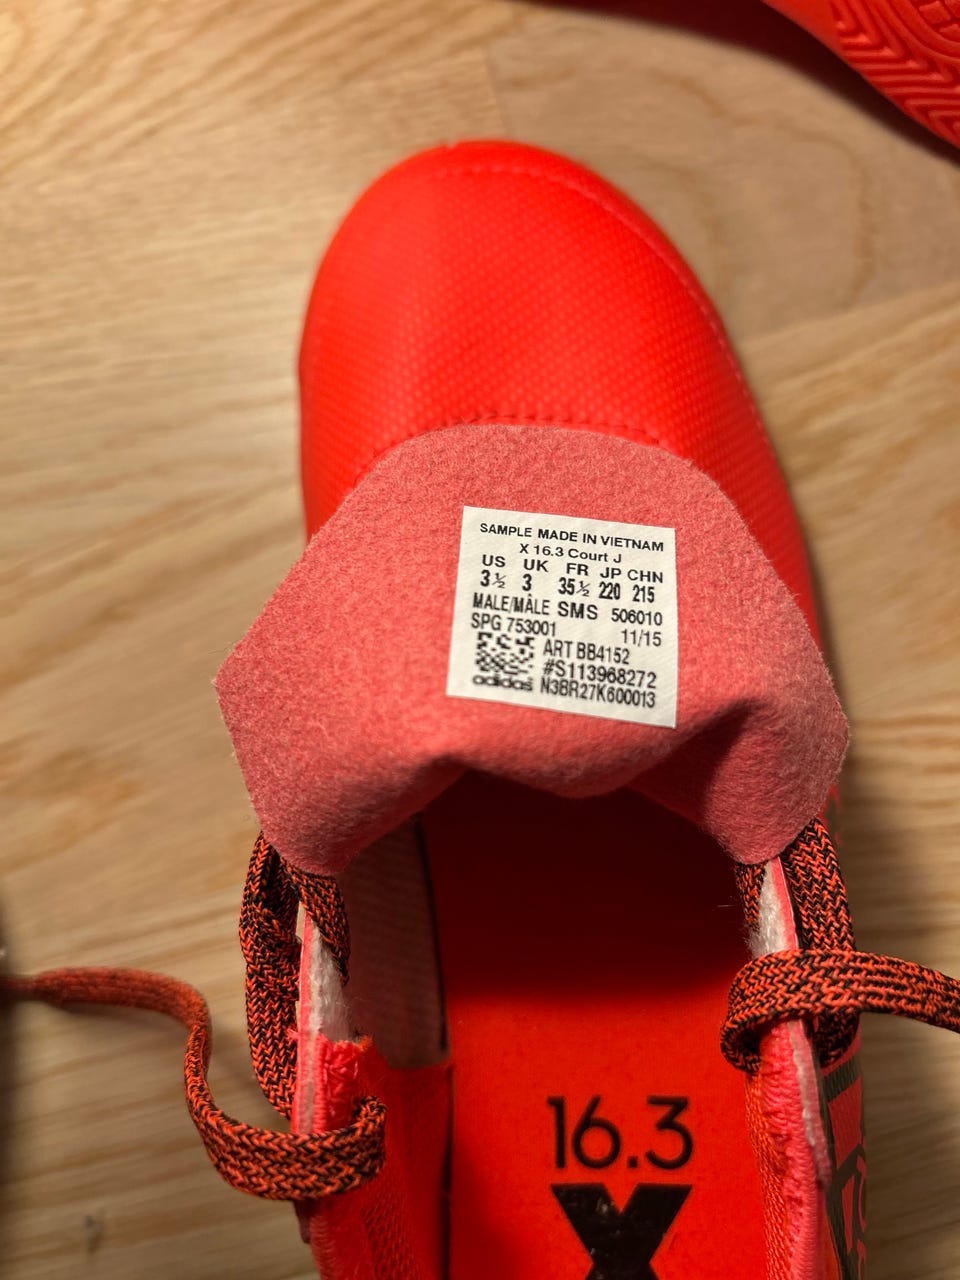 SAMPLE MADE IN VIETNAM
X 16.3 Court J
US UK FR JP CHN
3½ 3 35½ 220 215
MALE/MÂLE SMS 506010
SPG 753001 11/15
ART BB4152
#S113968272
adidas N3BR27K600013
16.3
X